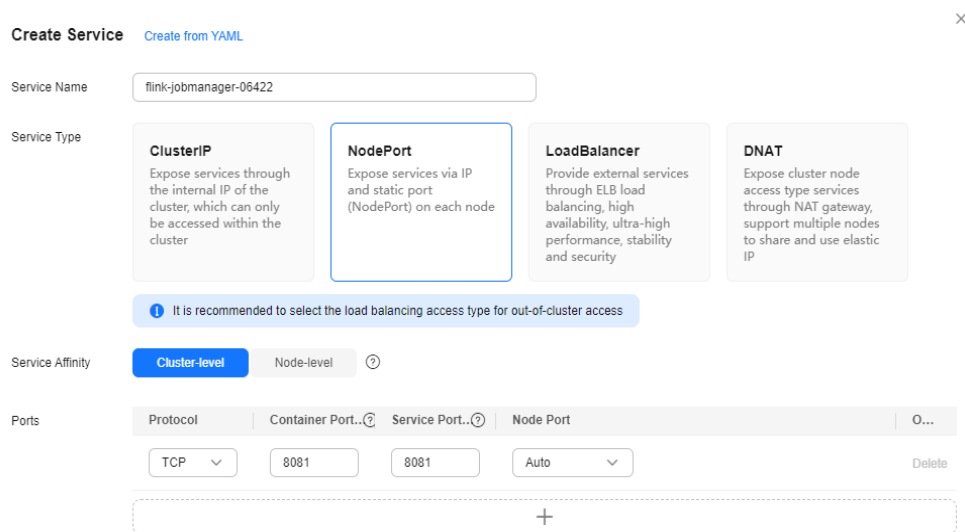 Create Service Create from YAML
Service Name flink-jobmanager-06422
Service Type
ClusterIP
Expose services through
the internal IP of the
cluster, which can only
be accessed within the
cluster
NodePort
Expose services via IP
and static port
(NodePort) on each node
LoadBalancer
Provide external services
through ELB load
balancing, high
availability, ultra-high
performance, stability
and security
DNAT
Expose cluster node
access type services
through NAT gateway,
support multiple nodes
to share and use elastic
IP
It is recommended to select the load balancing access type for out-of-cluster access
Service Affinity Cluster-level Node-level
Ports Protocol Container Port... Service Port... Node Port O...
TCP 8081 8081 Auto Delete